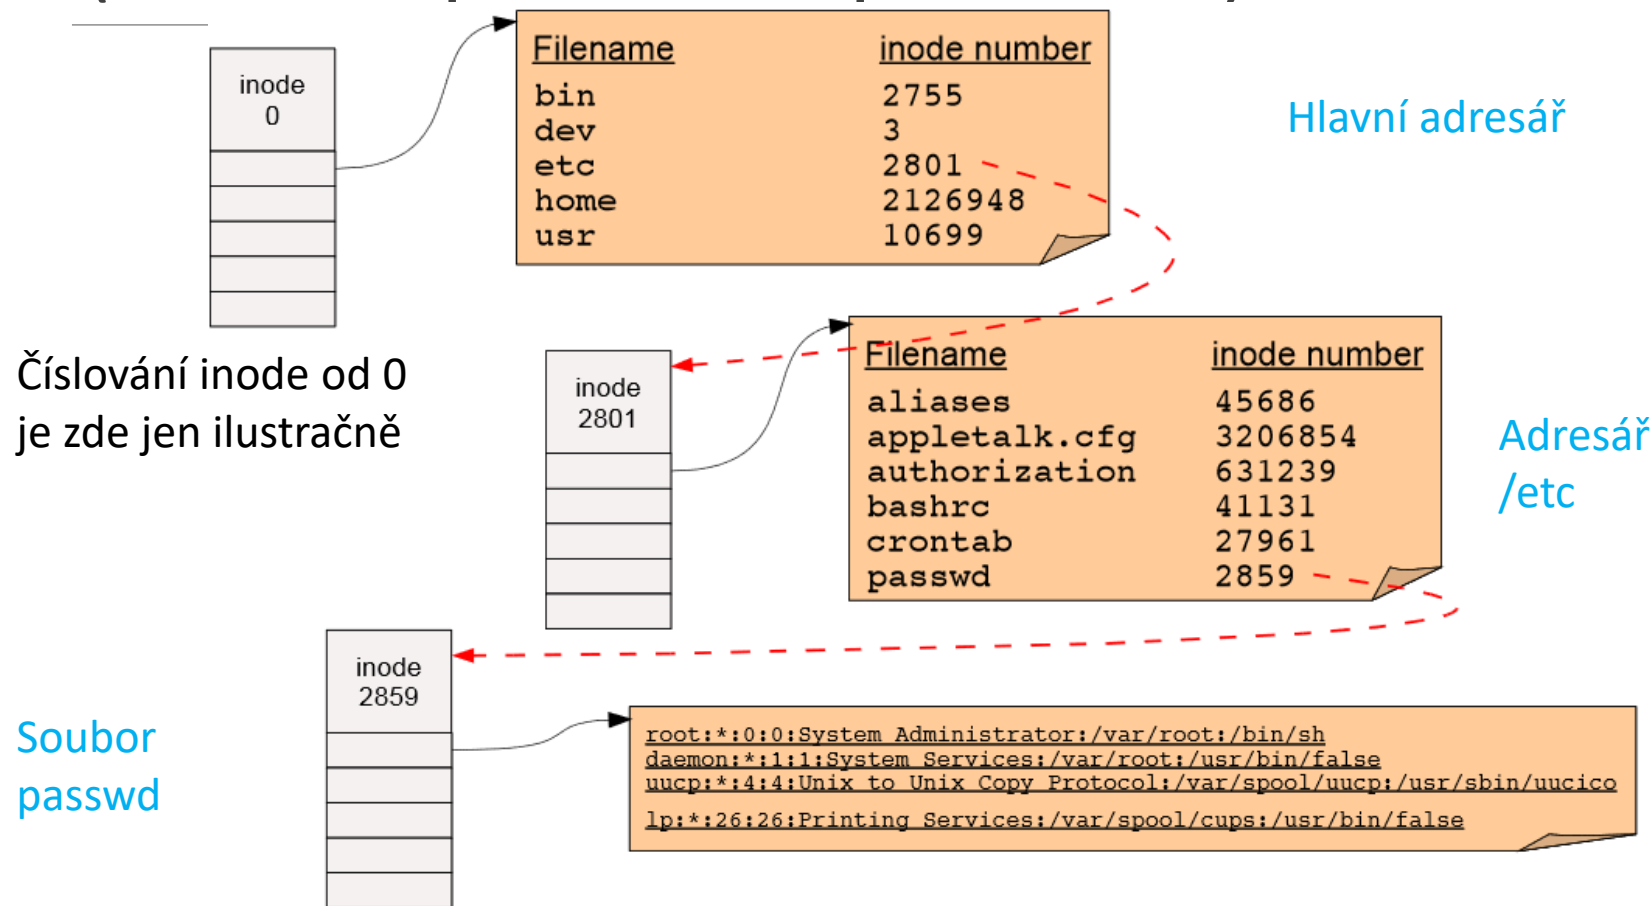 inode
0
Filename inode number
bin 2755
dev 3
etc 2801
home 2126948
usr 10699
Hlavní adresář
Číslování inode od 0
je zde jen ilustračně
inode
2801
Filename inode number
aliases 45686
appletalk.cfg 3206854
authorization 631239
bashrc 41131
crontab 27961
passwd 2859
Adresář
/etc
inode
2859
Soubor
passwd
root:*:0:0:System Administrator:/var/root:/bin/sh
daemon:*:1:1:System Services:/var/root:/usr/bin/false
uucp:*:4:4:Unix to Unix Copy Protocol:/var/spool/uucp:/usr/sbin/uucico
lp:*:26:26:Printing Services:/var/spool/cups:/usr/bin/false